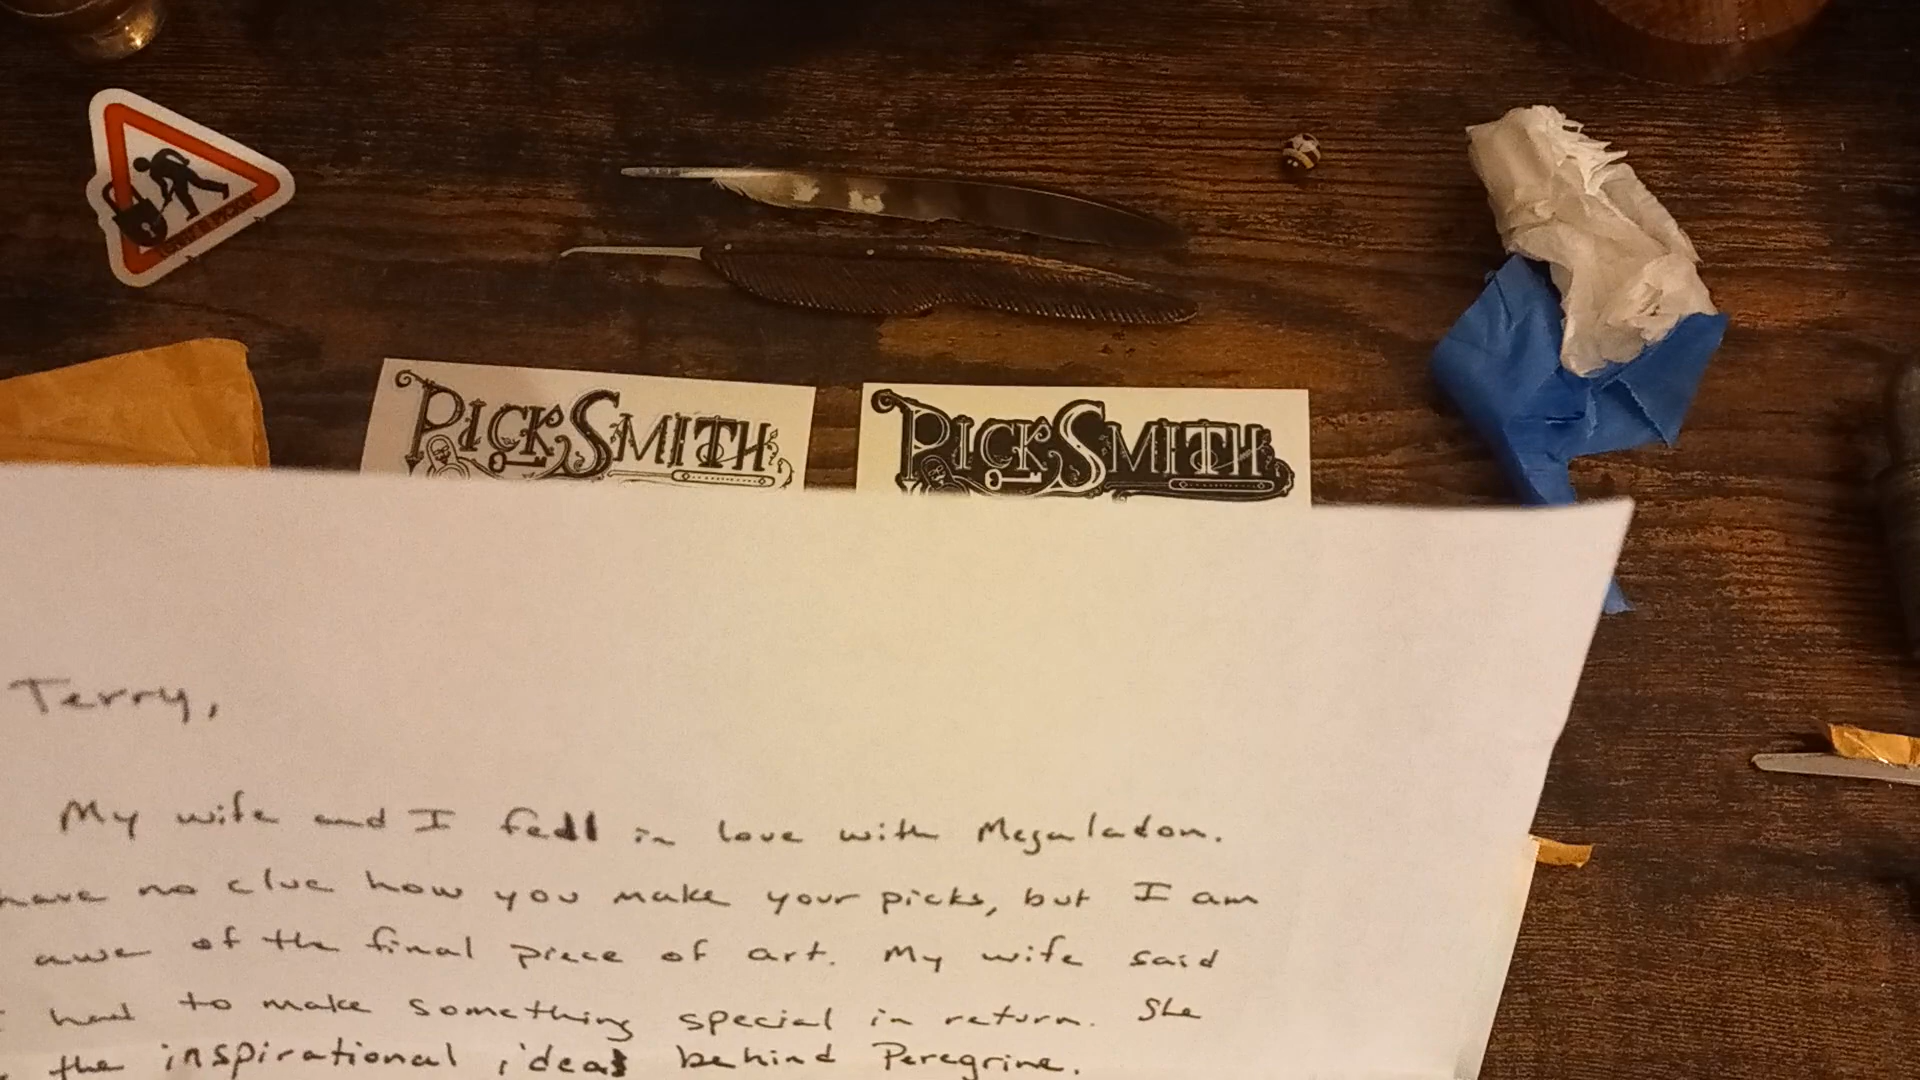 PICKSMITH
PICKSMITH
Terry,
My wife and I fell in love with Megaladon.
have no clue how you make your picks, but I am
awe of the final piece of art. My wife said
had to make something special in return. She
the inspirational ideas behind Peregrine.